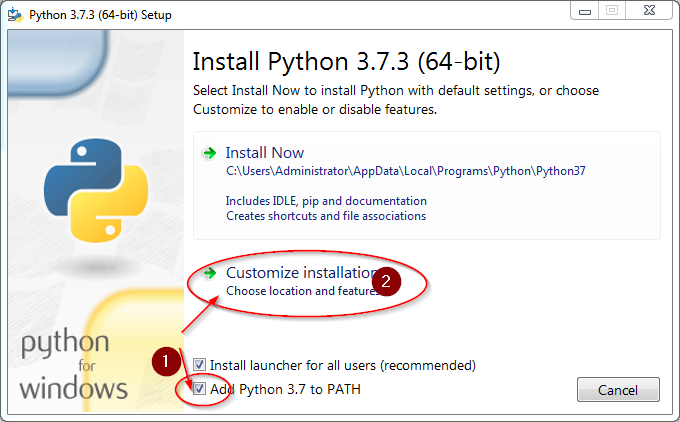 Python 3.7.3 (64-bit) Setup
Install Python 3.7.3 (64-bit)
Select Install Now to install Python with default settings, or choose
Customize to enable or disable features.
Install Now
C:\Users\Administrator\AppData\Local\Programs\Python\Python37
Includes IDLE, pip and documentation
Creates shortcuts and file associations
Customize installation
2
Choose location and features
python
for
windows
1
Install launcher for all users (recommended)
Add Python 3.7 to PATH
Cancel